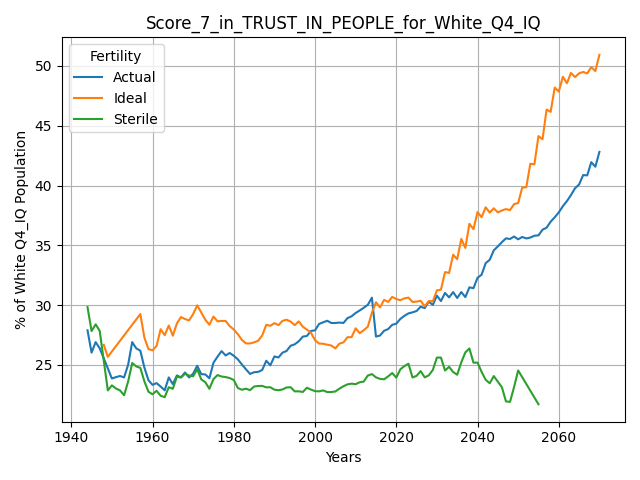 Score_7_in_TRUST_IN_PEOPLE_for_White_Q4_IQ
Fertility
Actual
Ideal
Sterile
% of White Q4_IQ Population
50
45
40
35
30
25
1940 1960 1980 2000 2020 2040 2060
Years